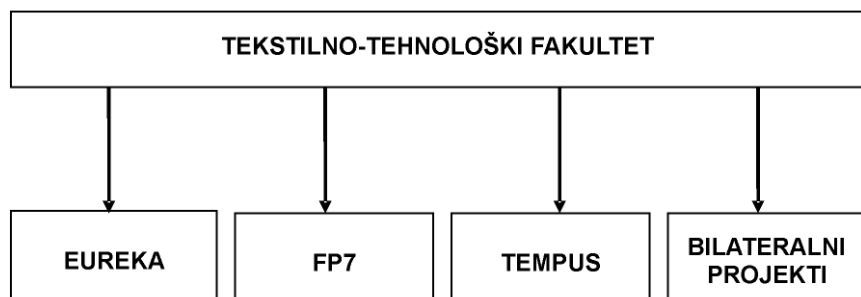 TEKSTILNO-TEHNOLOŠKI FAKULTET
EUREKA
FP7
TEMPUS
BILATERALNI
PROJEKTI